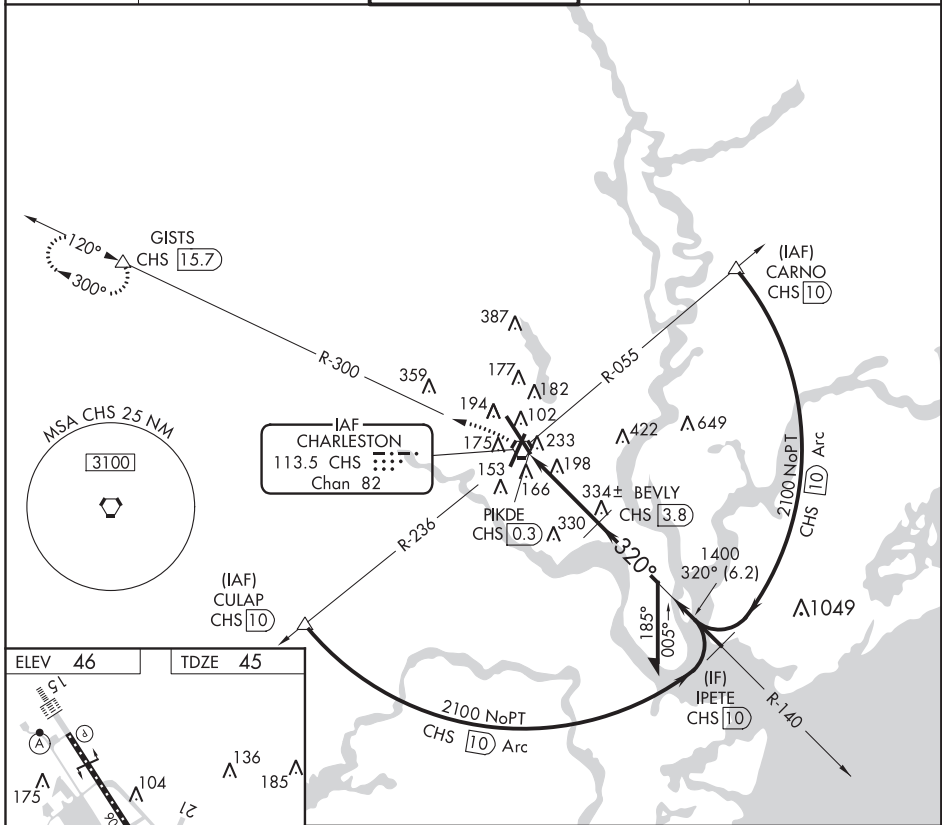 GISTS
CHS 15.7
120°
300°
(IAF)
CARNO
CHS 10
387
R-300
R-055
177
359
182
194
102
649
422
MSA CHS 25 NM
3100
IAF
CHARLESTON
113.5 CHS
Chan 82
175
233
153
198
166
2100 NoPT
CHS 10 Arc
334± BEVLY
CHS 3.8
PIKDE
CHS 0.3
330
R-236
320°
1400
320° (6.2)
(IAF)
CULAP
CHS 10
1049
185°
005°
(IF)
IPETE
CHS 10
R-140
2100 NoPT
CHS 10 Arc
ELEV 46
TDZE 45
15
A
P
136
185
175
104
21